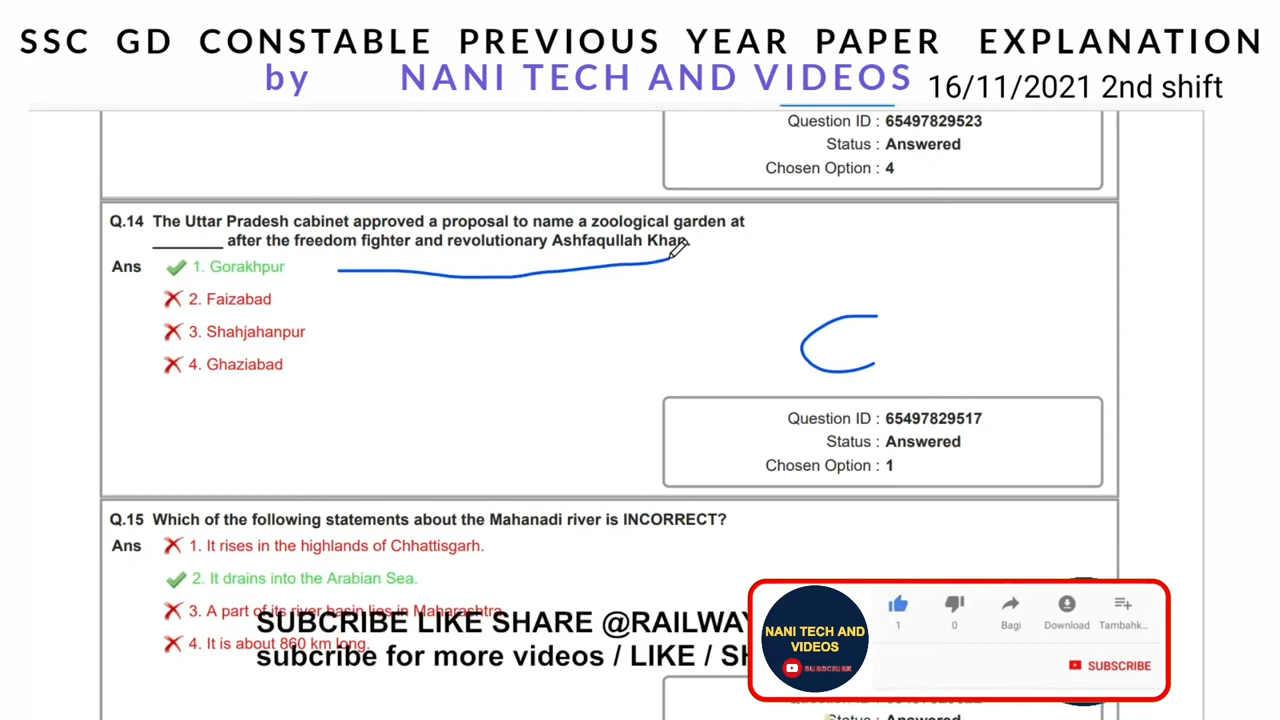 SSC GD CONSTABLE PREVIOUS YEAR PAPER EXPLANATION
by NANI TECH AND VIDEOS 16/11/2021 2nd shift
Question ID : 65497829523
Status : Answered
Chosen Option : 4
Q.14 The Uttar Pradesh cabinet approved a proposal to name a zoological garden at
________ after the freedom fighter and revolutionary Ashfaqullah Khan.
Ans 1. Gorakhpur
2. Faizabad
3. Shahjahanpur
4. Ghaziabad
Question ID : 65497829517
Status : Answered
Chosen Option : 1
Q.15 Which of the following statements about the Mahanadi river is INCORRECT?
Ans 1. It rises in the highlands of Chhattisgarh.
2. It drains into the Arabian Sea.
3. A part of its river basin lies in Maharashtra.
4. It is about 860 km long.
SUBSCRIBE LIKE SHARE @RAILWAY
subcribe for more videos / LIKE / SH
NANI TECH AND
VIDEOS
SUBSCRIBE
1 0 Bagi Download Tambahk...
SUBSCRIBE
Status : Answered